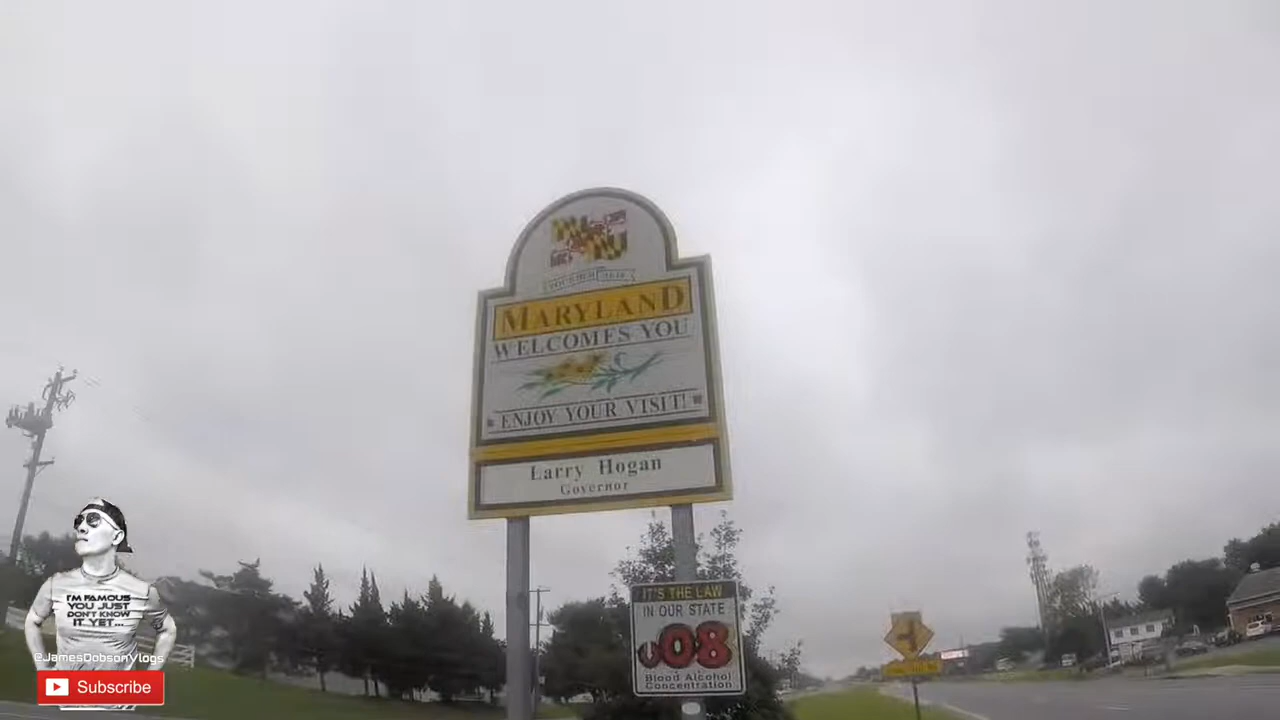 MARYLAND
WELCOMES YOU
ENJOY YOUR VISIT!
Larry Hogan
Governor
IT'S THE LAW
IN OUR STATE
.08
Blood Alcohol
Concentration
I'M FAMOUS
YOU JUST
DON'T KNOW
IT, YET...
@JamesDobsonVlogs
Subscribe